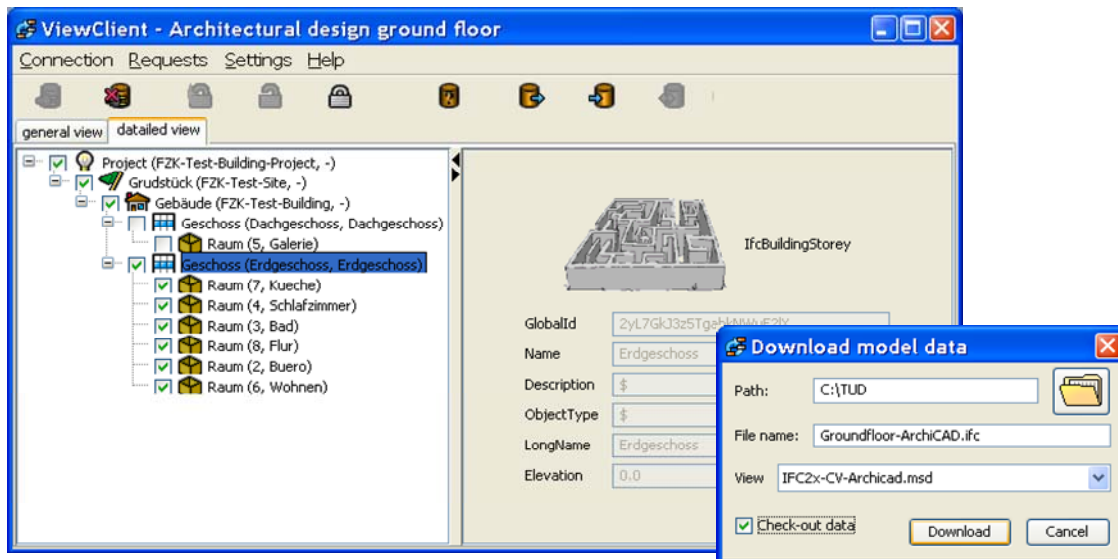 ViewClient - Architectural design ground floor
Connection Requests Settings Help
general view datailed view
Project (FZK-Test-Building-Project, -)
Grudstück (FZK-Test-Site, -)
Gebäude (FZK-Test-Building, -)
Geschoss (Dachgeschoss, Dachgeschoss)
Raum (5, Galerie)
Geschoss (Erdgeschoss, Erdgeschoss)
Raum (7, Kueche)
Raum (4, Schlafzimmer)
Raum (3, Bad)
Raum (8, Flur)
Raum (2, Buero)
Raum (6, Wohnen)
IfcBuildingStorey
GlobalId
Name Erdgeschoss
Description $
ObjectType $
LongName Erdgeschoss
Elevation 0.0
Download model data
Path: C:\TUD
File name: Groundfloor-ArchiCAD.ifc
View IFC2x-CV-Archicad.msd
Check-out data Download Cancel